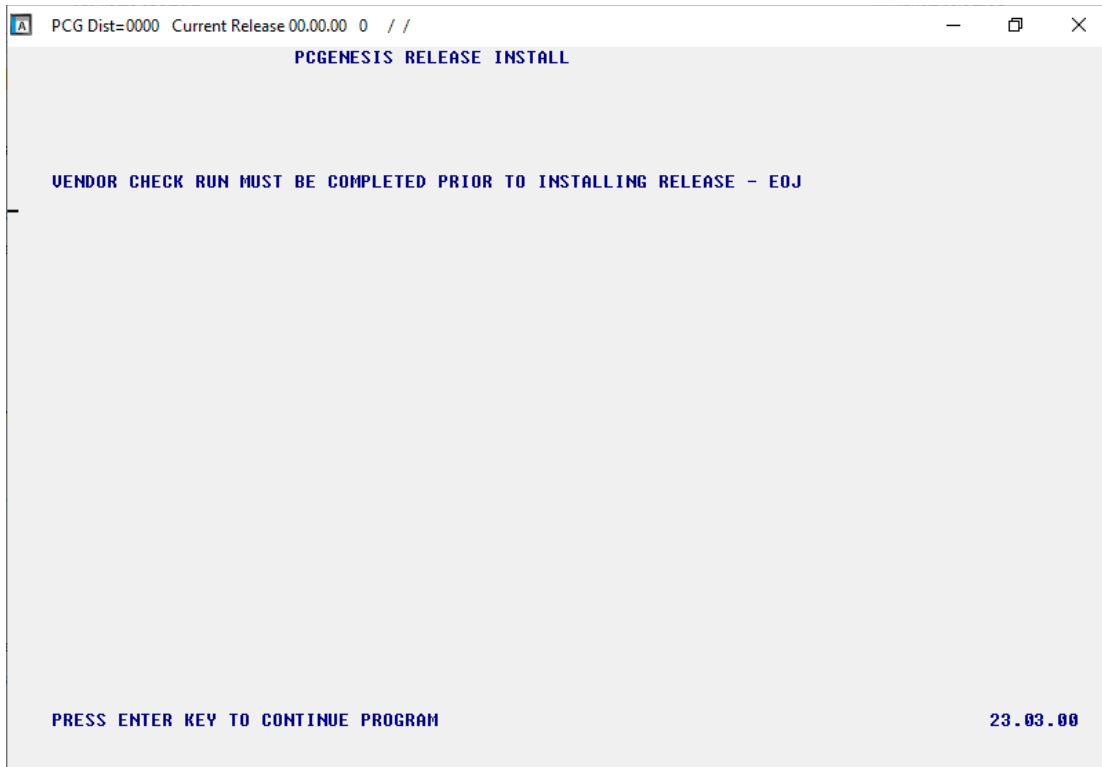 PCG Dist=0000 Current Release 00.00.00 0 / /
PCGENESIS RELEASE INSTALL
VENDOR CHECK RUN MUST BE COMPLETED PRIOR TO INSTALLING RELEASE - EOJ
PRESS ENTER KEY TO CONTINUE PROGRAM 23.03.00